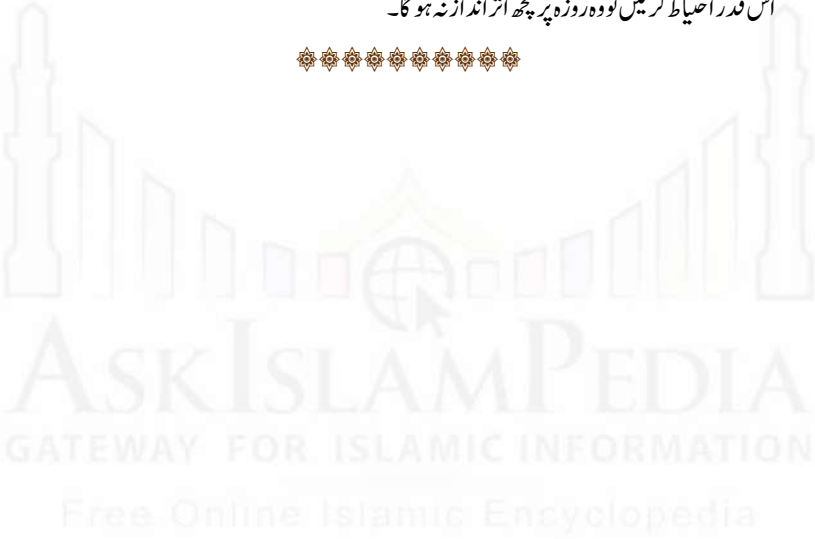 اس قدر احتیاط کرلیں تو وہ روزہ پر کچھ اثر انداز نہ ہو گا۔
ASKISLAMPEDIA
GATEWAY FOR ISLAMIC INFORMATION
Free Online Islamic Encyclopedia